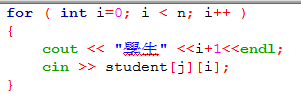 for ( int i=0; i < n; i++ )
{
cout << "學生" <<i+1<<endl;
cin >> student[j][i];
}